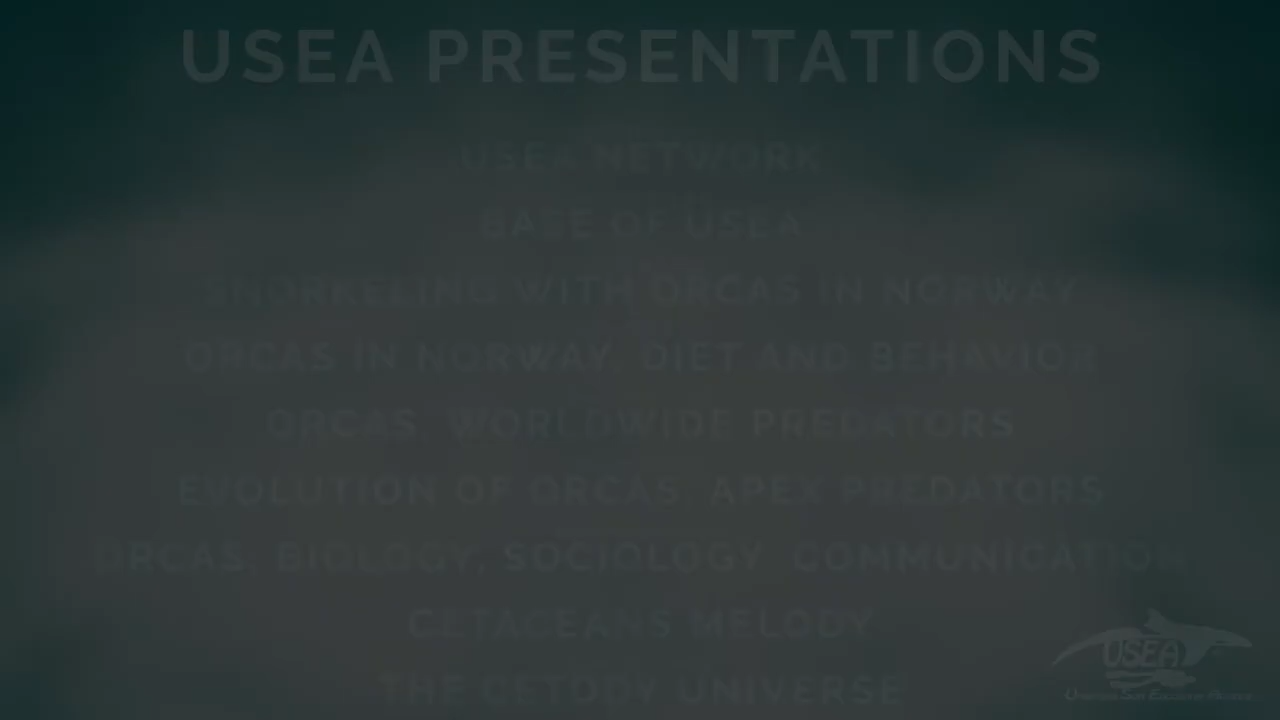 USEA PRESENTATIONS
USEA NETWORK
BASE OF USEA
SNORKELING WITH ORCAS IN NORWAY
ORCAS IN NORWAY, DIET AND BEHAVIOR
ORCAS, WORLDWIDE PREDATORS
EVOLUTION OF ORCAS, APEX PREDATORS
ORCAS, BIOLOGY, SOCIOLOGY, COMMUNICATION
CETACEANS MELODY
THE UNIVERSE
USEA